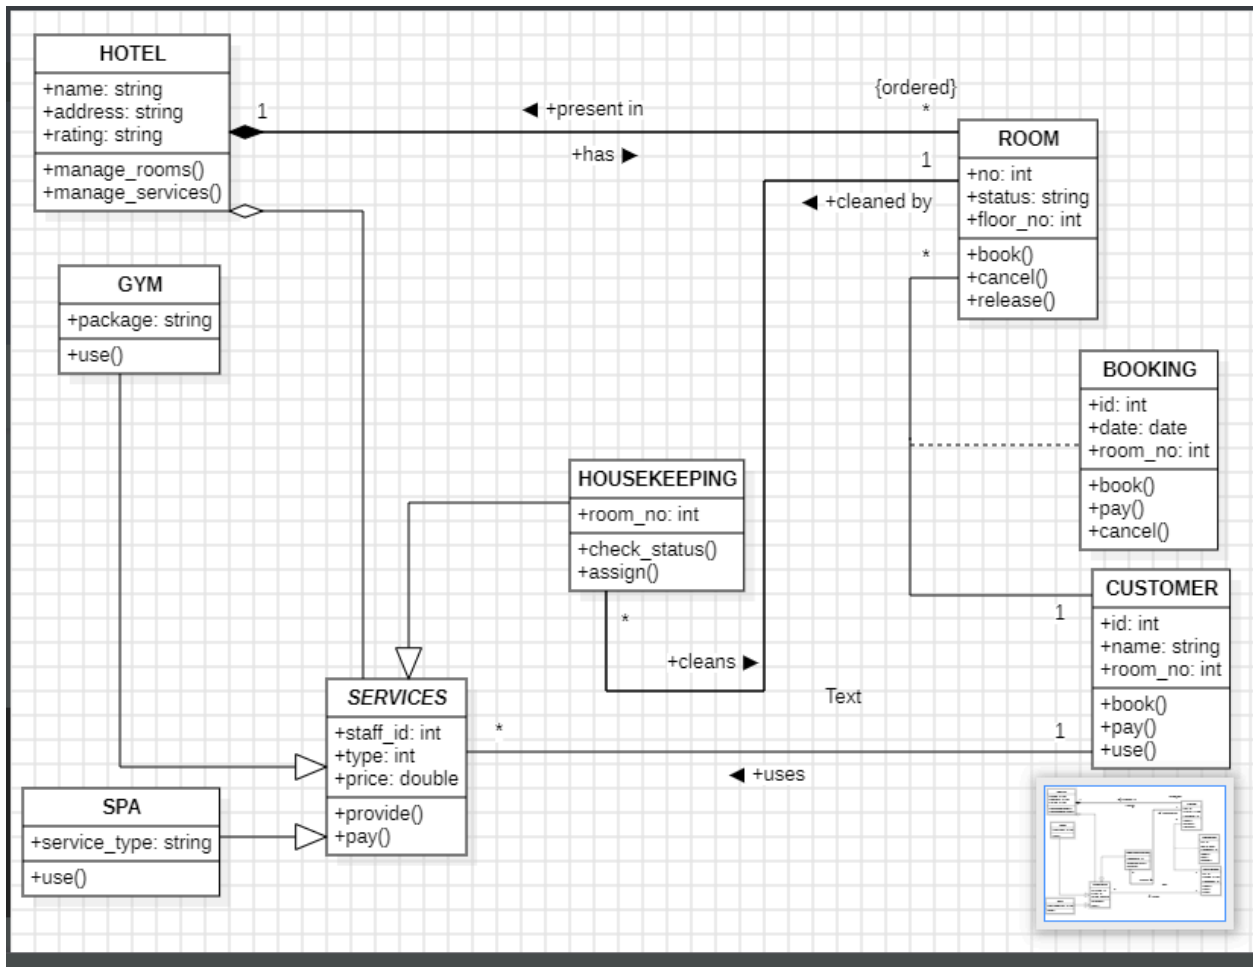 HOTEL
+name: string
+address: string
+rating: string
+manage_rooms()
+manage_services()
1
◀ +present in
+has ▶
{ordered}
*
ROOM
+no: int
+status: string
+floor_no: int
+book()
+cancel()
+release()
1
◀ +cleaned by
*
GYM
+package: string
+use()
BOOKING
+id: int
+date: date
+room_no: int
+book()
+pay()
+cancel()
HOUSEKEEPING
+room_no: int
+check_status()
+assign()
*
+cleans ▶
CUSTOMER
+id: int
+name: string
+room_no: int
+book()
+pay()
+use()
1
Text
SERVICES
+staff_id: int
+type: int
+price: double
+provide()
+pay()
*
1
◀ +uses
SPA
+service_type: string
+use()